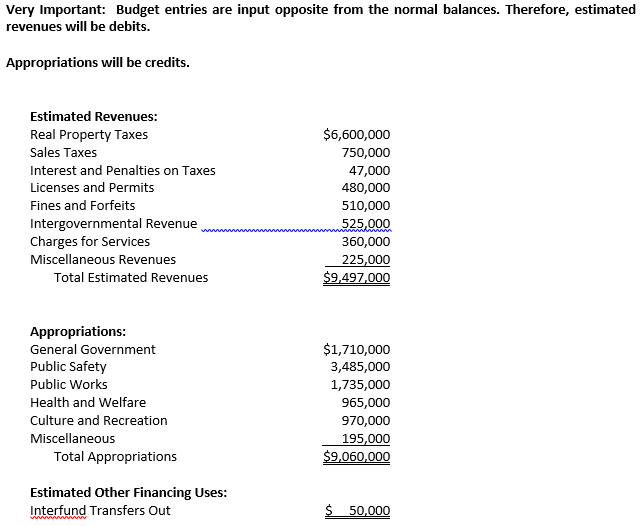 Very Important: Budget entries are input opposite from the normal balances. Therefore, estimated
revenues will be debits.
Appropriations will be credits.
Estimated Revenues:
Real Property Taxes $6,600,000
Sales Taxes 750,000
Interest and Penalties on Taxes 47,000
Licenses and Permits 480,000
Fines and Forfeits 510,000
Intergovernmental Revenue 525,000
Charges for Services 360,000
Miscellaneous Revenues 225,000
Total Estimated Revenues $9,497,000
Appropriations:
General Government $1,710,000
Public Safety 3,485,000
Public Works 1,735,000
Health and Welfare 965,000
Culture and Recreation 970,000
Miscellaneous 195,000
Total Appropriations $9,060,000
Estimated Other Financing Uses:
Interfund Transfers Out $ 50,000